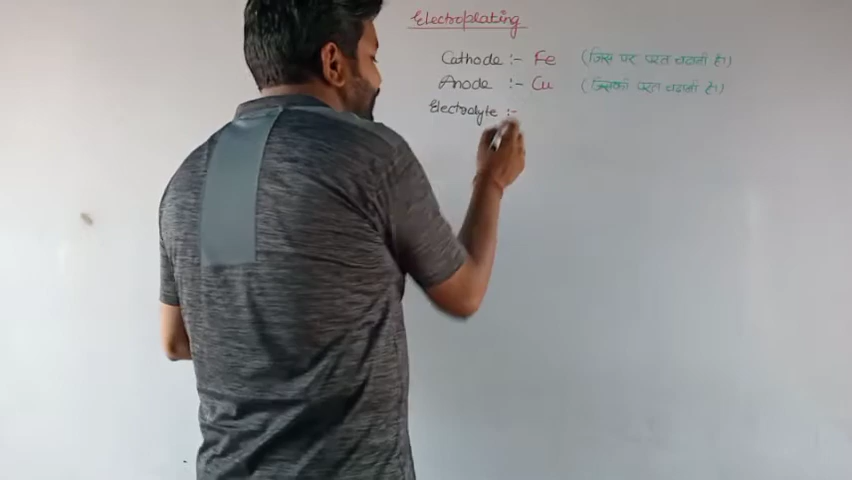 Electroplating
Cathode :- Fe (जिस पर परत चढ़ानी है।)
Anode :- Cu (जिसकी परत चढ़ानी है।)
Electrolyte :-